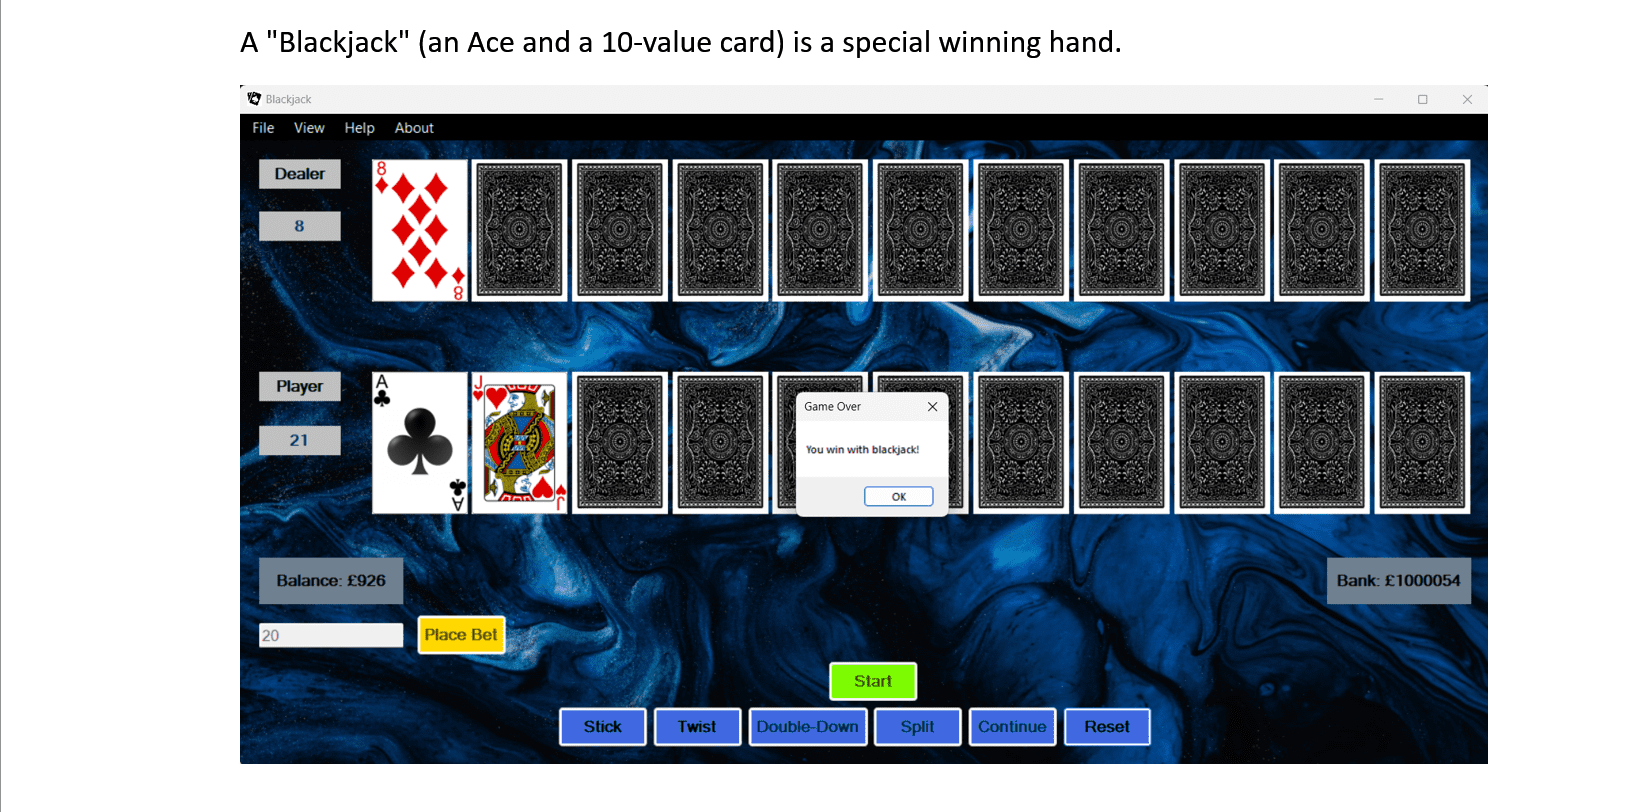 A "Blackjack" (an Ace and a 10-value card) is a special winning hand.
Blackjack
File View Help About
Dealer
8
8
8
Player
21
A
A
J
J
Game Over
You win with blackjack!
OK
Balance: £926
Bank: £1000054
20
Place Bet
Start
Stick Twist Double-Down Split Continue Reset